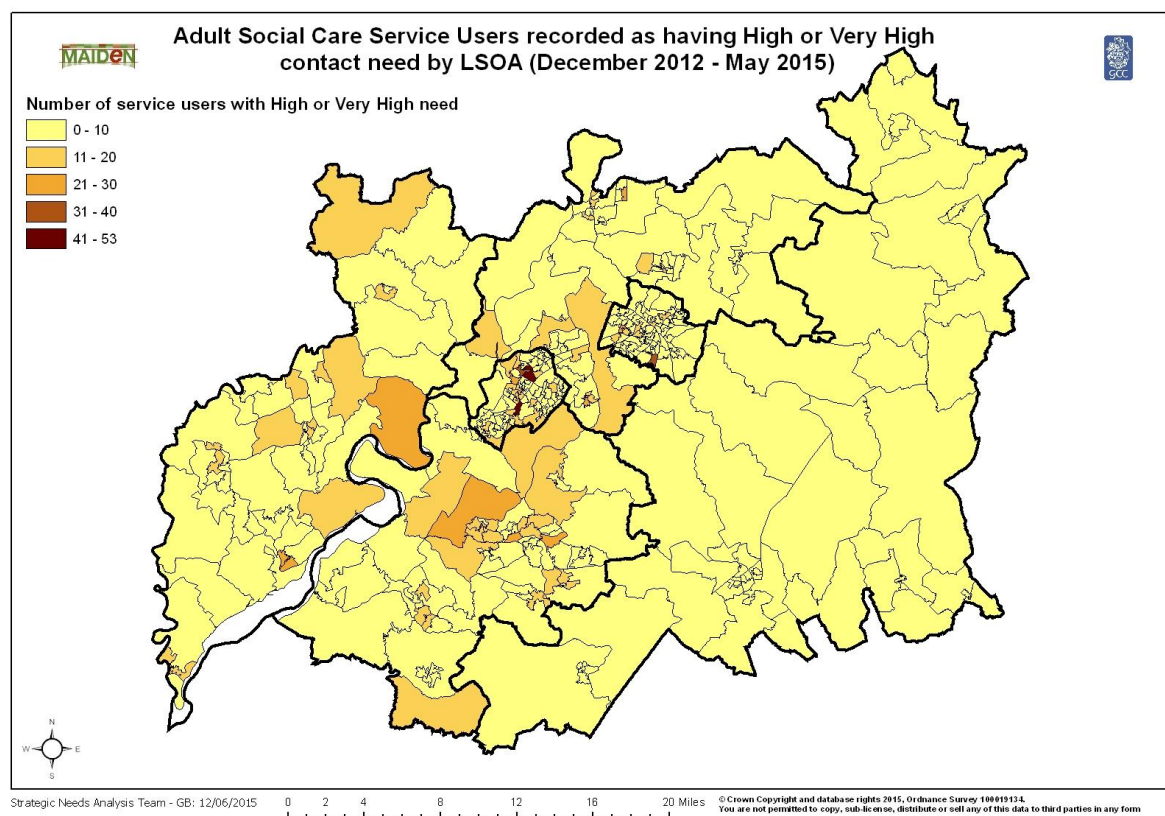 MAIDeN
Adult Social Care Service Users recorded as having High or Very High
contact need by LSOA (December 2012 - May 2015)
GCC
Number of service users with High or Very High need
0 - 10
11 - 20
21 - 30
31 - 40
41 - 53
N
W E
S
Strategic Needs Analysis Team - GB: 12/06/2015
0 2 4 8 12 16 20 Miles
© Crown Copyright and database rights 2015, Ordnance Survey 100019134.
You are not permitted to copy, sub-license, distribute or sell any of this data to third parties in any form